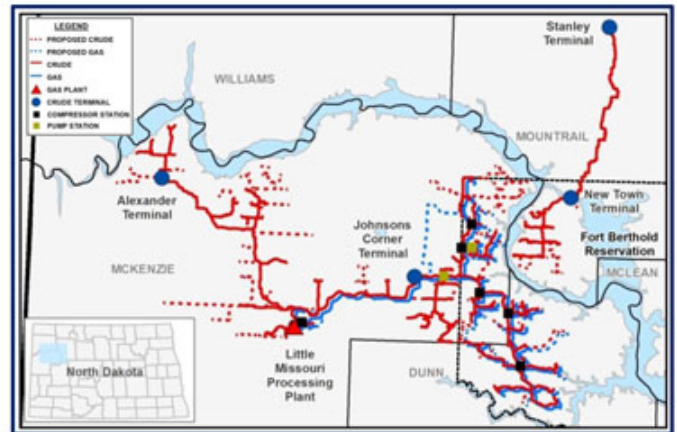 LEGEND
PROPOSED CRUDE
PROPOSED GAS
CRUDE
GAS
GAS PLANT
CRUDE TERMINAL
COMPRESSOR STATION
PUMP STATION
Stanley
Terminal
WILLIAMS
MOUNTRAIL
Alexander
Terminal
New Town
Terminal
Johnsons
Corner
Terminal
Fort Berthold
Reservation
MCKENZIE
MCLEAN
Little
Missouri
Processing
Plant
DUNN
North Dakota